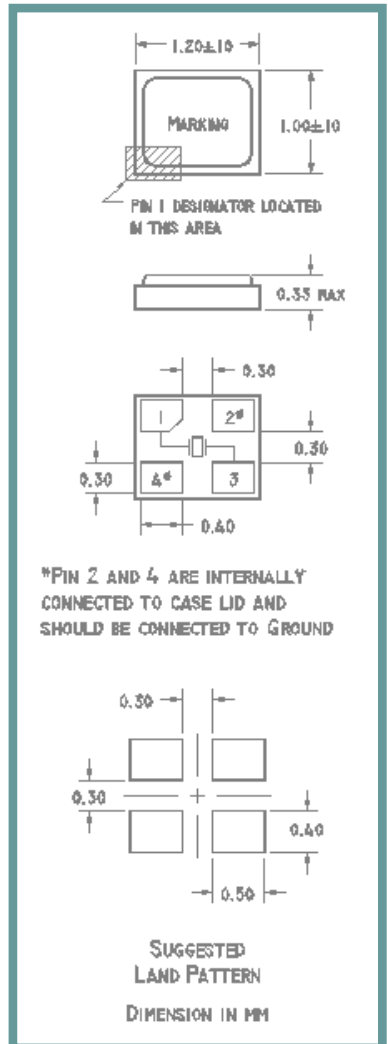 1.20±10
MARKING
1.00±10
PIN 1 DESIGNATOR LOCATED
IN THIS AREA
0.33 MAX
0.30
1
2#
0.30
0.30
4#
3
0.40
#PIN 2 AND 4 ARE INTERNALLY
CONNECTED TO CASE LID AND
SHOULD BE CONNECTED TO GROUND
0.30
0.30
0.40
0.50
SUGGESTED
LAND PATTERN
DIMENSION IN MM